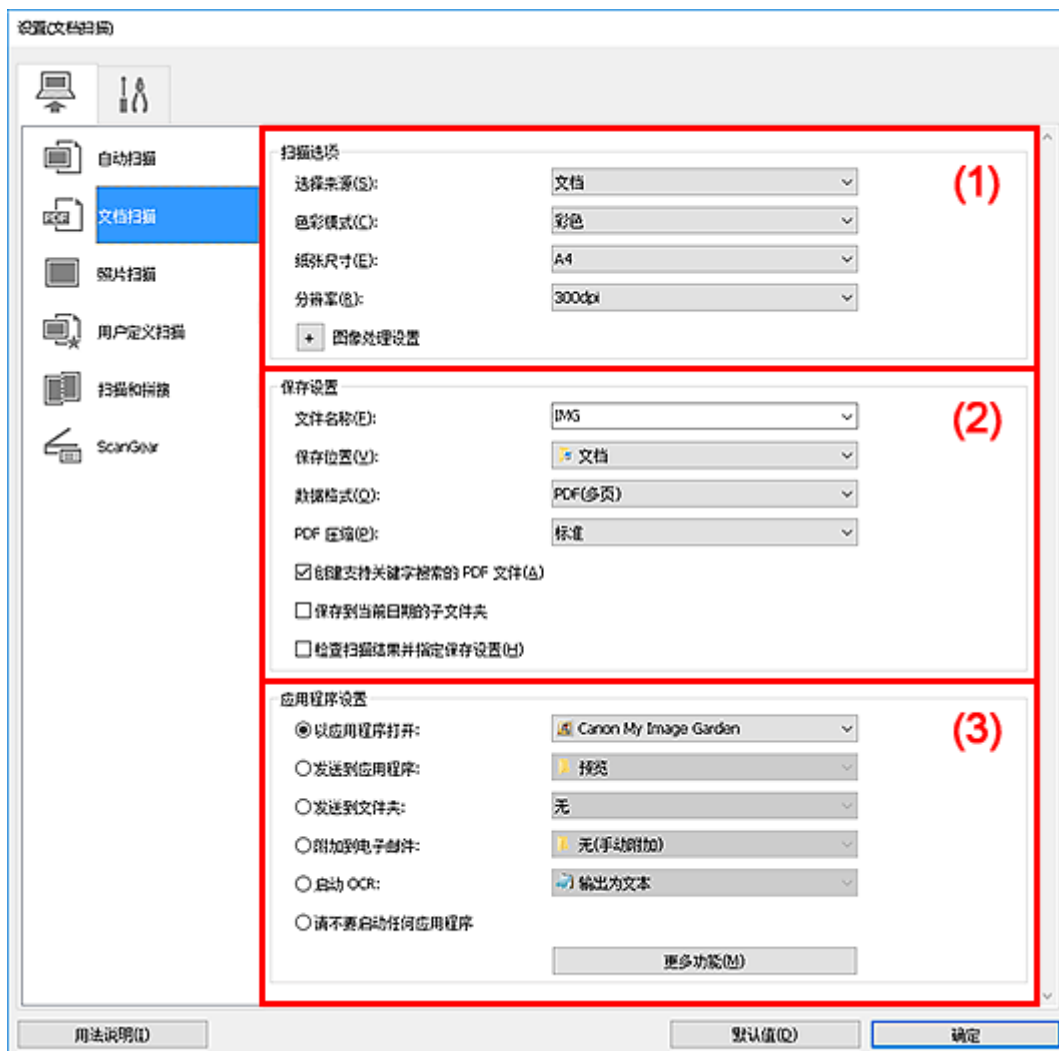 设置(文档扫描)
自动扫描
文档扫描
照片扫描
用户定义扫描
扫描和拼接
ScanGear
扫描选项
(1)
选择来源(S): 文档
色彩模式(C): 彩色
纸张尺寸(E): A4
分辨率(R): 300dpi
+ 图像处理设置
保存设置
(2)
文件名称(F): IMG
保存位置(V): 文档
数据格式(O): PDF(多页)
PDF 压缩(P): 标准
创建支持关键字搜索的 PDF 文件(A)
保存到当前日期的子文件夹
检查扫描结果并指定保存设置(H)
应用程序设置
(3)
以应用程序打开: Canon My Image Garden
发送到应用程序: 预览
发送到文件夹: 无
附加到电子邮件: 无(手动附加)
启动 OCR: 输出为文本
请不要启动任何应用程序
更多功能(M)
用法说明(I) 默认值(D) 确定